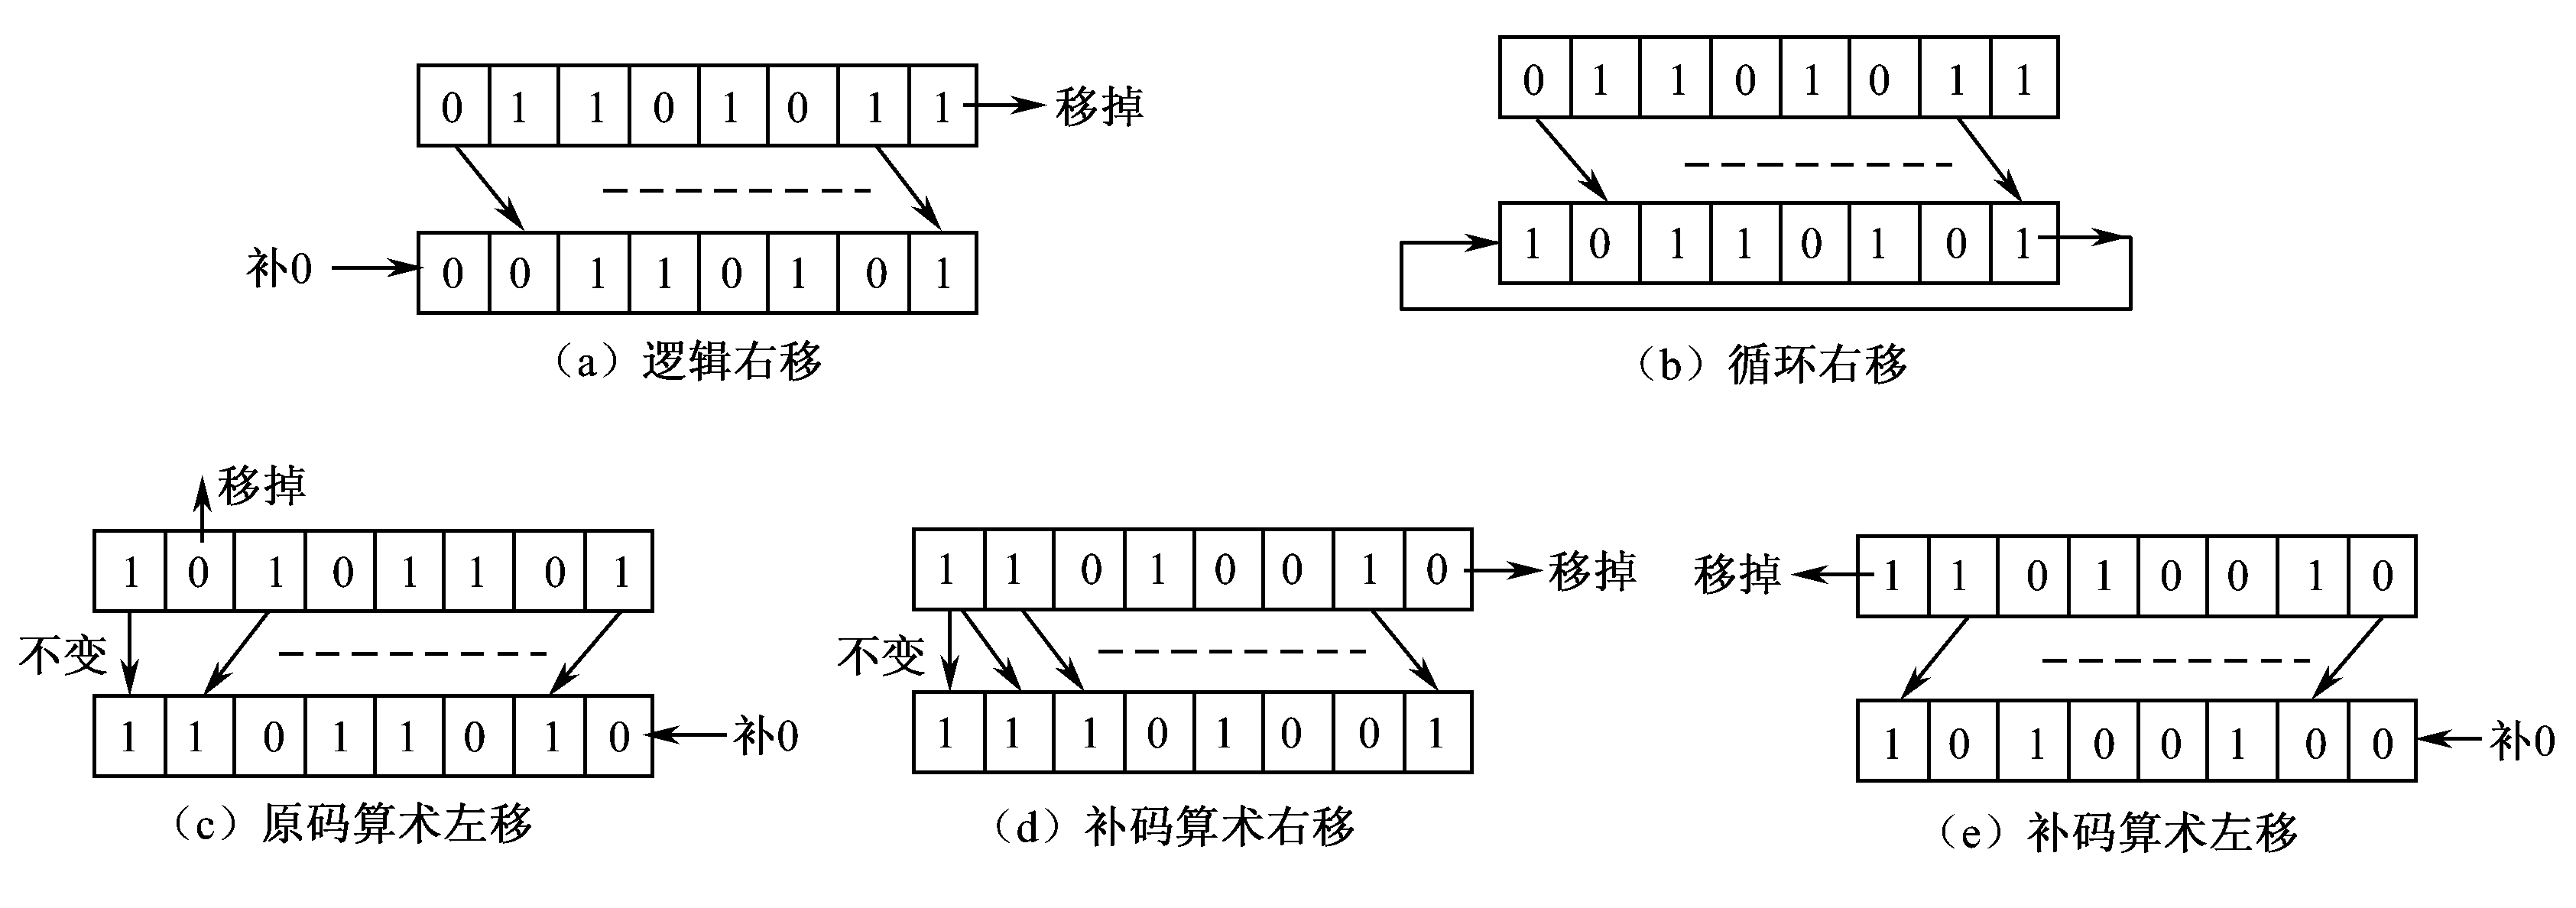 0 1 1 0 1 0 1 1 移掉
补0 0 0 1 1 0 1 0 1
(a) 逻辑右移
0 1 1 0 1 0 1 1
1 0 1 1 0 1 0 1
(b) 循环右移
移掉
1 0 1 0 1 1 0 1
不变
1 1 0 1 1 0 1 0 补0
(c) 原码算术左移
1 1 0 1 0 0 1 0 移掉
不变
1 1 1 0 1 0 0 1
(d) 补码算术右移
移掉 1 1 0 1 0 0 1 0
1 0 1 0 0 1 0 0 补0
(e) 补码算术左移